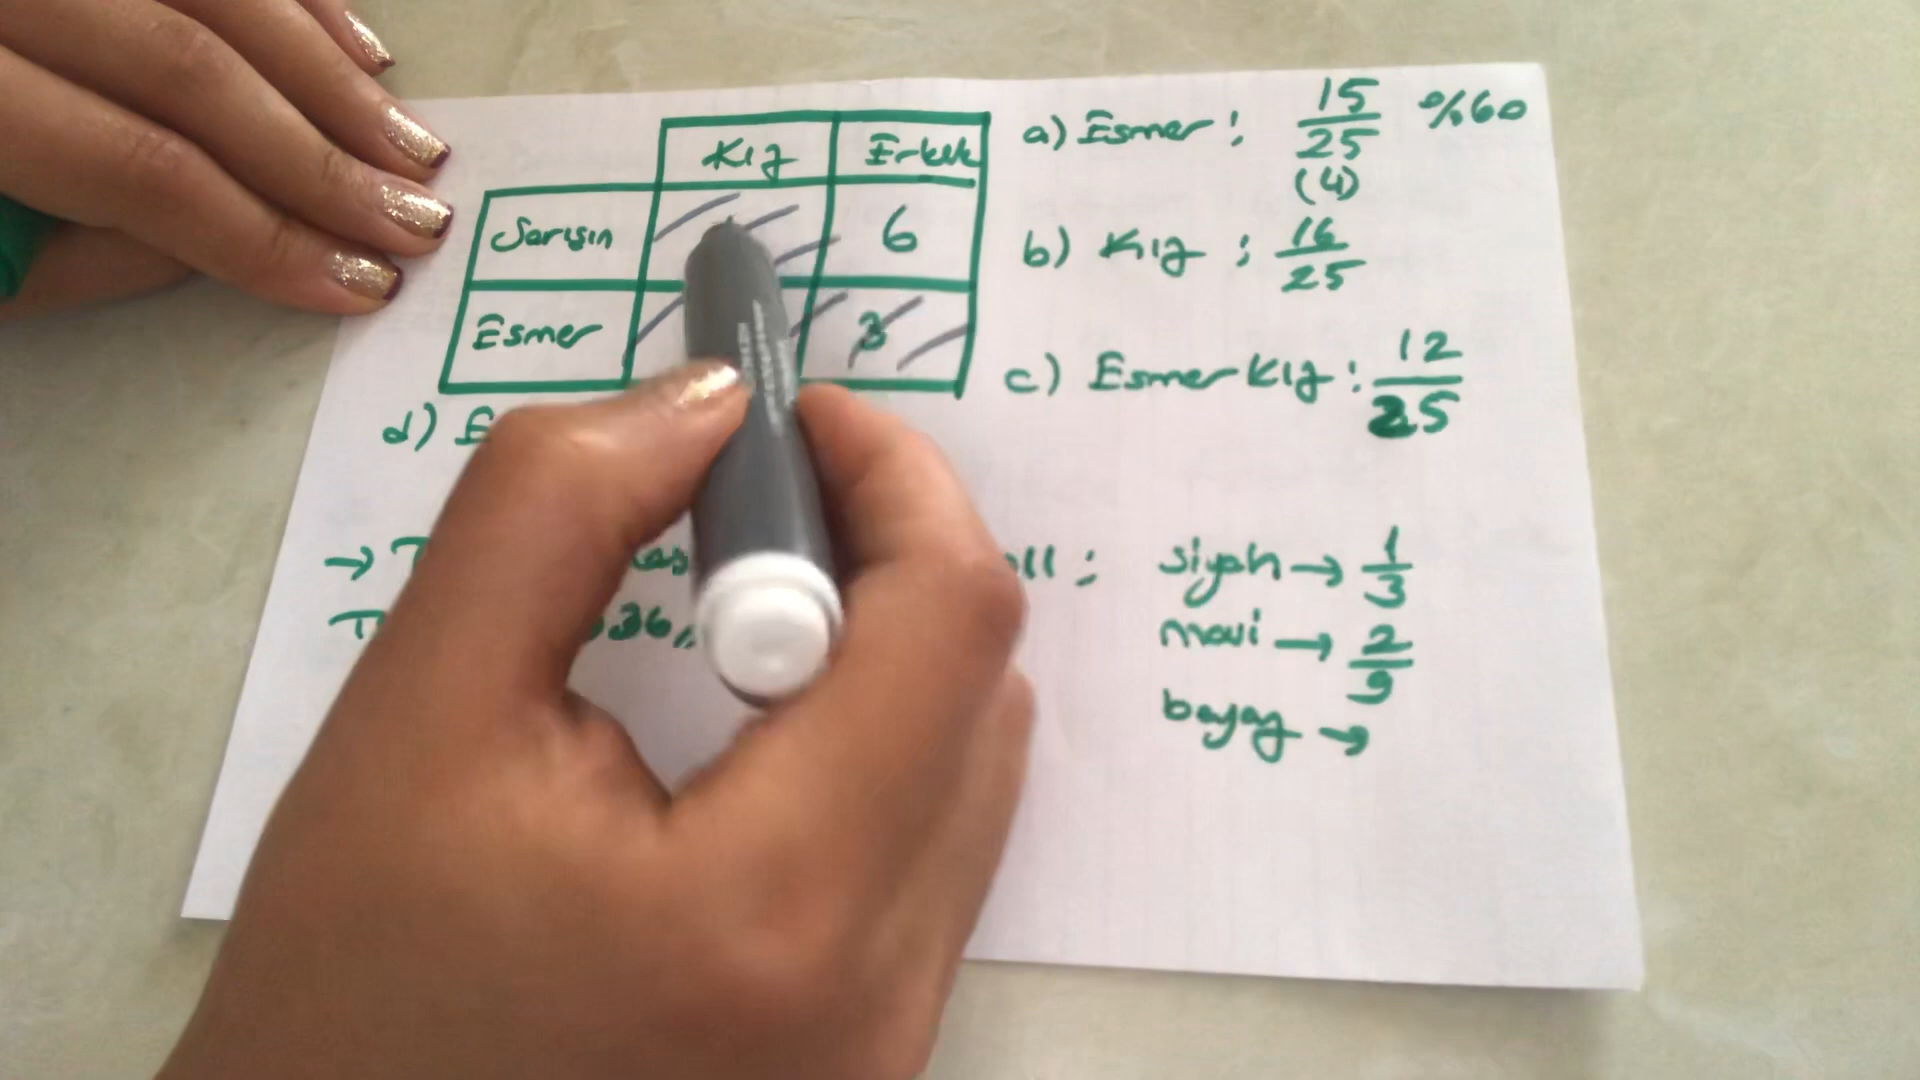 Kız Erkek
Sarışın 6
Esmer 3
a) Esmer : 15/25 %60
(4)
b) Kız : 16/25
c) Esmer Kız : 12/25
d) E
siyah → 1/3
mavi → 2/9
beyaz →